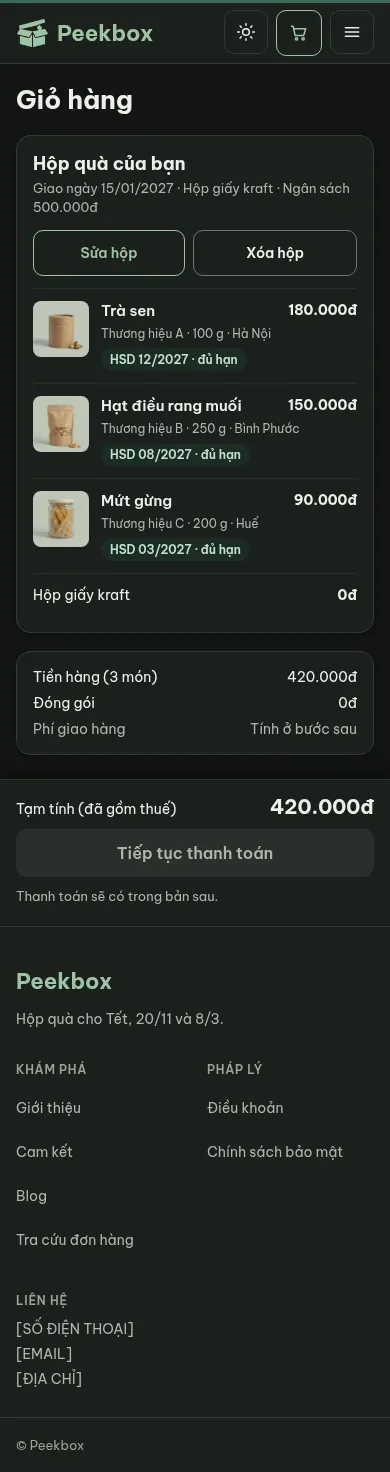 Peekbox
Giỏ hàng
Hộp quà của bạn
Giao ngày 15/01/2027 · Hộp giấy kraft · Ngân sách
500.000đ
Sửa hộp
Xóa hộp
Trà sen
180.000đ
Thương hiệu A · 100 g · Hà Nội
HSD 12/2027 · đủ hạn
Hạt điều rang muối
150.000đ
Thương hiệu B · 250 g · Bình Phước
HSD 08/2027 · đủ hạn
Mứt gừng
90.000đ
Thương hiệu C · 200 g · Huế
HSD 03/2027 · đủ hạn
Hộp giấy kraft
0đ
Tiền hàng (3 món)
420.000đ
Đóng gói
0đ
Phí giao hàng
Tính ở bước sau
Tạm tính (đã gồm thuế)
420.000đ
Tiếp tục thanh toán
Thanh toán sẽ có trong bản sau.
Peekbox
Hộp quà cho Tết, 20/11 và 8/3.
KHÁM PHÁ
Giới thiệu
Cam kết
Blog
Tra cứu đơn hàng
PHÁP LÝ
Điều khoản
Chính sách bảo mật
LIÊN HỆ
[SỐ ĐIỆN THOẠI]
[EMAIL]
[ĐỊA CHỈ]
© Peekbox